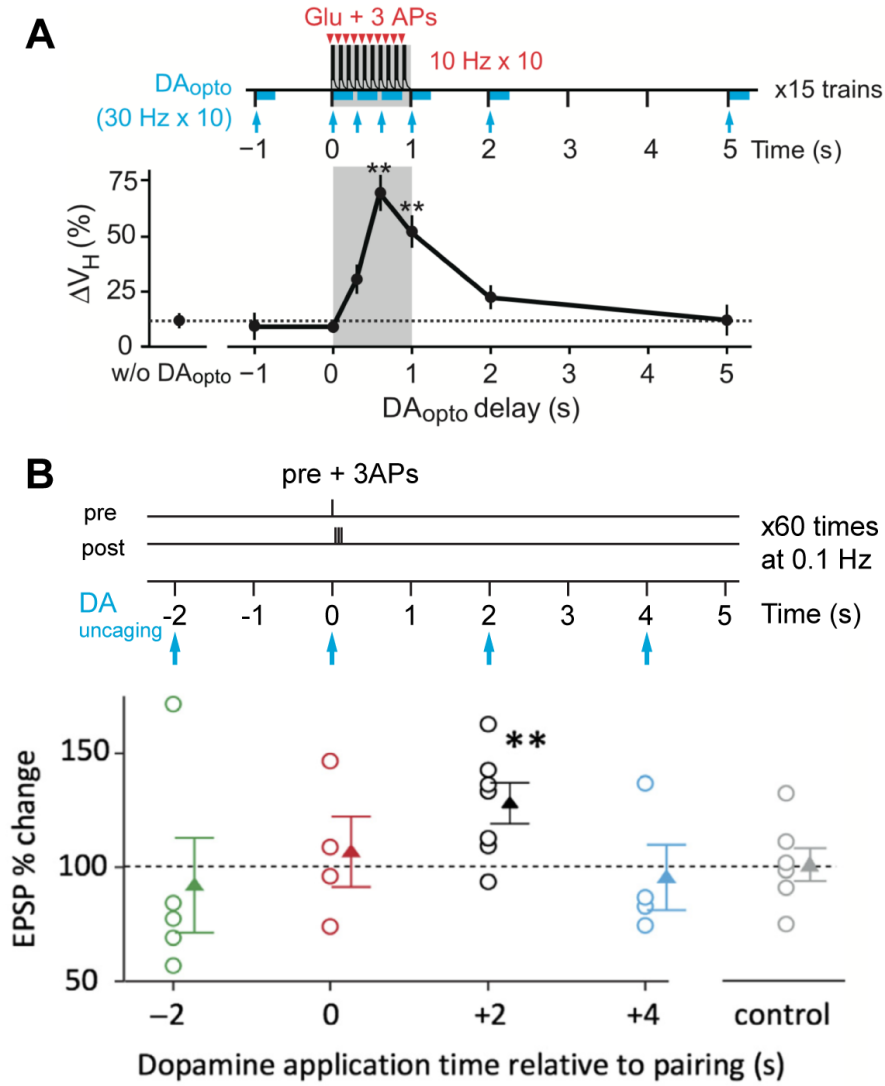 A
Glu + 3 APs
10 Hz x 10
DAopto
(30 Hz x 10)
x15 trains
−1 0 1 2 3 4 5 Time (s)
ΔVH (%)
75
50
25
0
** **
w/o DAopto −1 0 1 2 3 4 5
DAopto delay (s)
B
pre + 3APs
pre
post
x60 times
at 0.1 Hz
DA
uncaging
-2 -1 0 1 2 3 4 5 Time (s)
EPSP % change
150
100
50
**
−2 0 +2 +4 control
Dopamine application time relative to pairing (s)